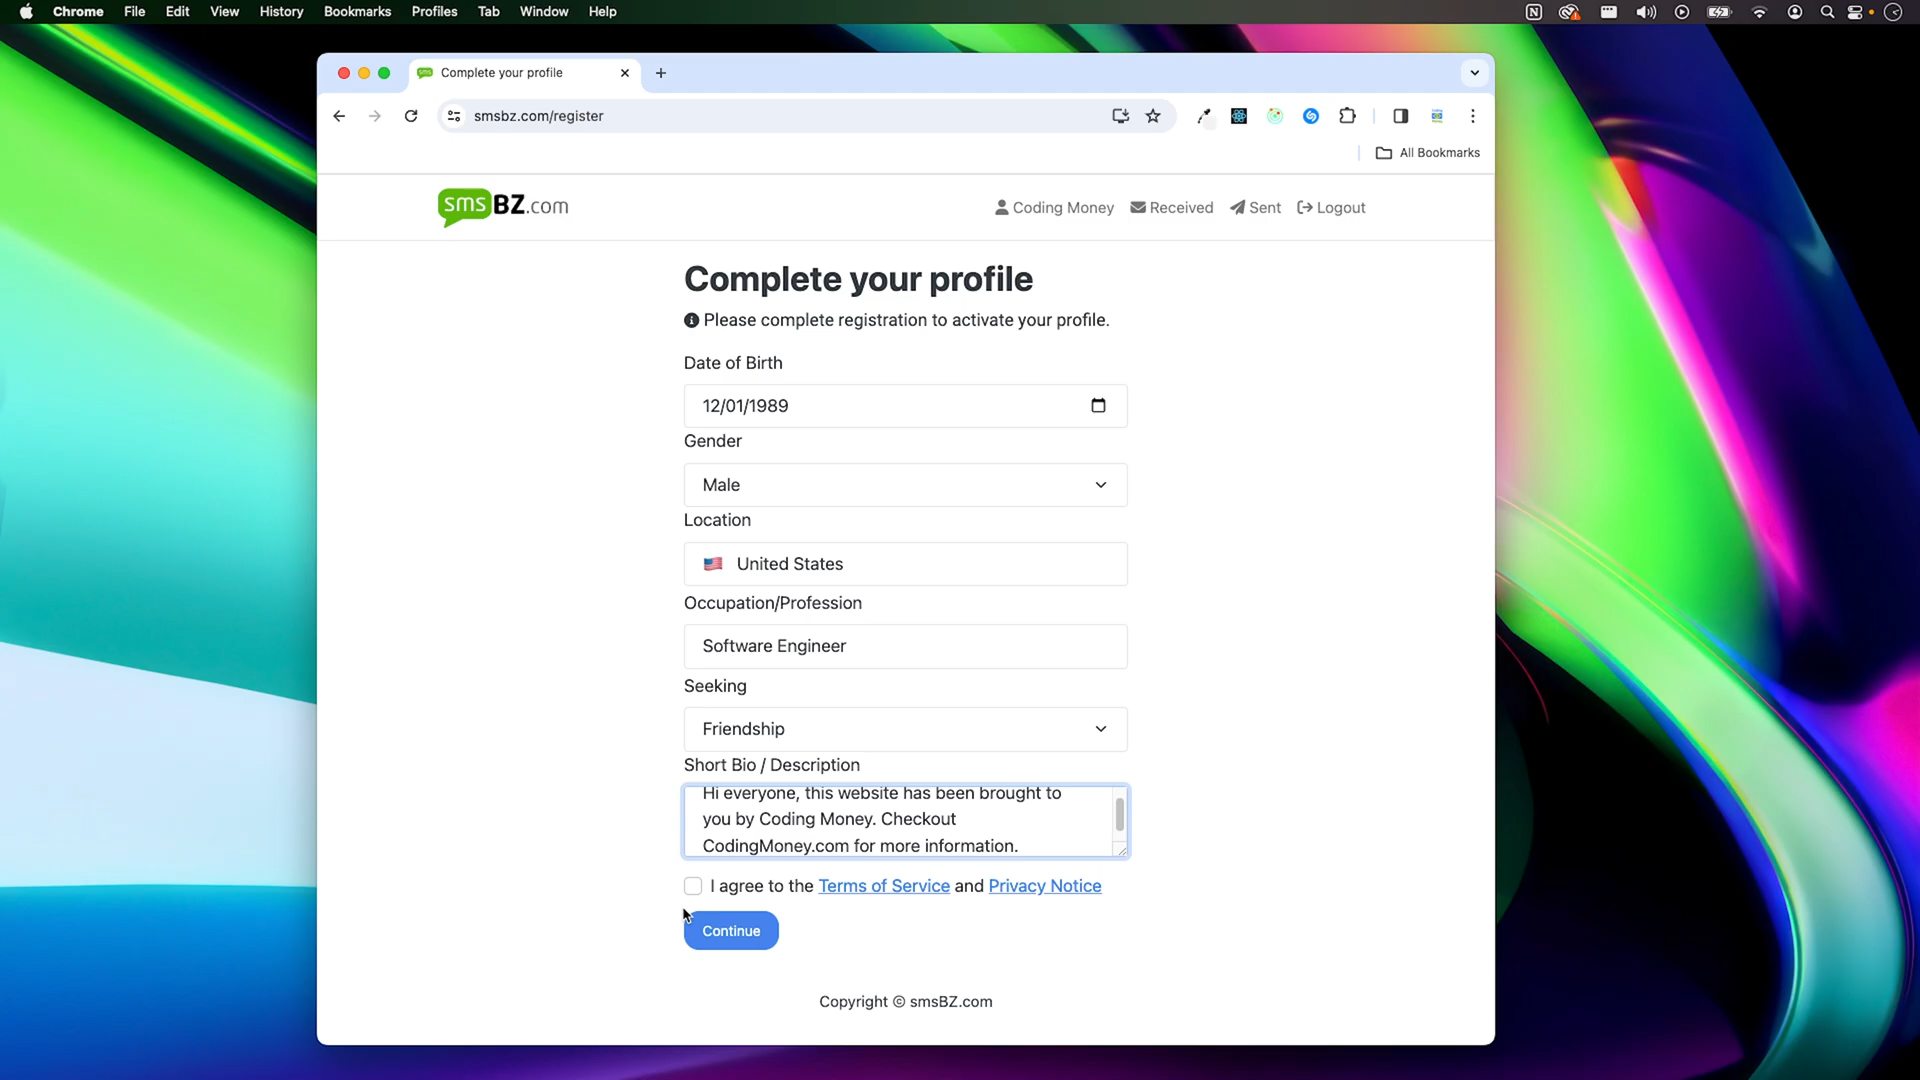 Chrome File Edit View History Bookmarks Profiles Tab Window Help
Complete your profile
smsbz.com/register
All Bookmarks
sms BZ.com
Coding Money Received Sent Logout
Complete your profile
Please complete registration to activate your profile.
Date of Birth
12/01/1989
Gender
Male
Location
United States
Occupation/Profession
Software Engineer
Seeking
Friendship
Short Bio / Description
Hi everyone, this website has been brought to
you by Coding Money. Checkout
CodingMoney.com for more information.
I agree to the Terms of Service and Privacy Notice
Continue
Copyright © smsBZ.com